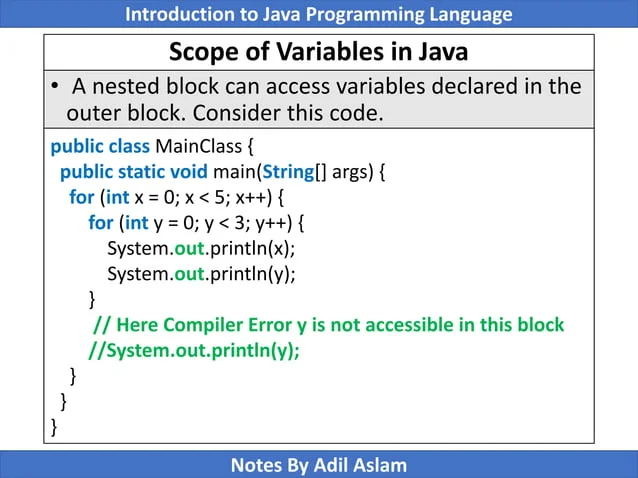 Introduction to Java Programming Language
Scope of Variables in Java
• A nested block can access variables declared in the
outer block. Consider this code.
public class MainClass {
public static void main(String[] args) {
for (int x = 0; x < 5; x++) {
for (int y = 0; y < 3; y++) {
System.out.println(x);
System.out.println(y);
}
// Here Compiler Error y is not accessible in this block
//System.out.println(y);
}
}
}
Notes By Adil Aslam